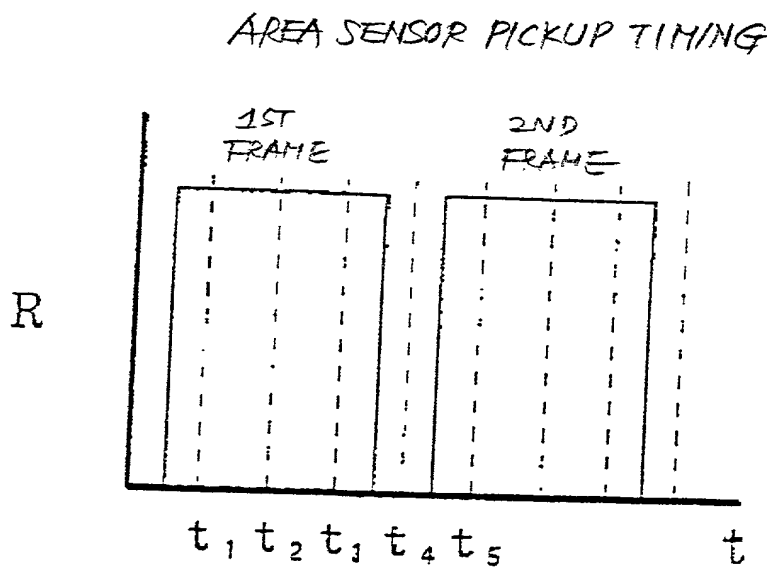 AREA SENSOR PICKUP TIMING
1ST
FRAME
2ND
FRAME
R
t₁ t₂ t₃ t₄ t₅ t